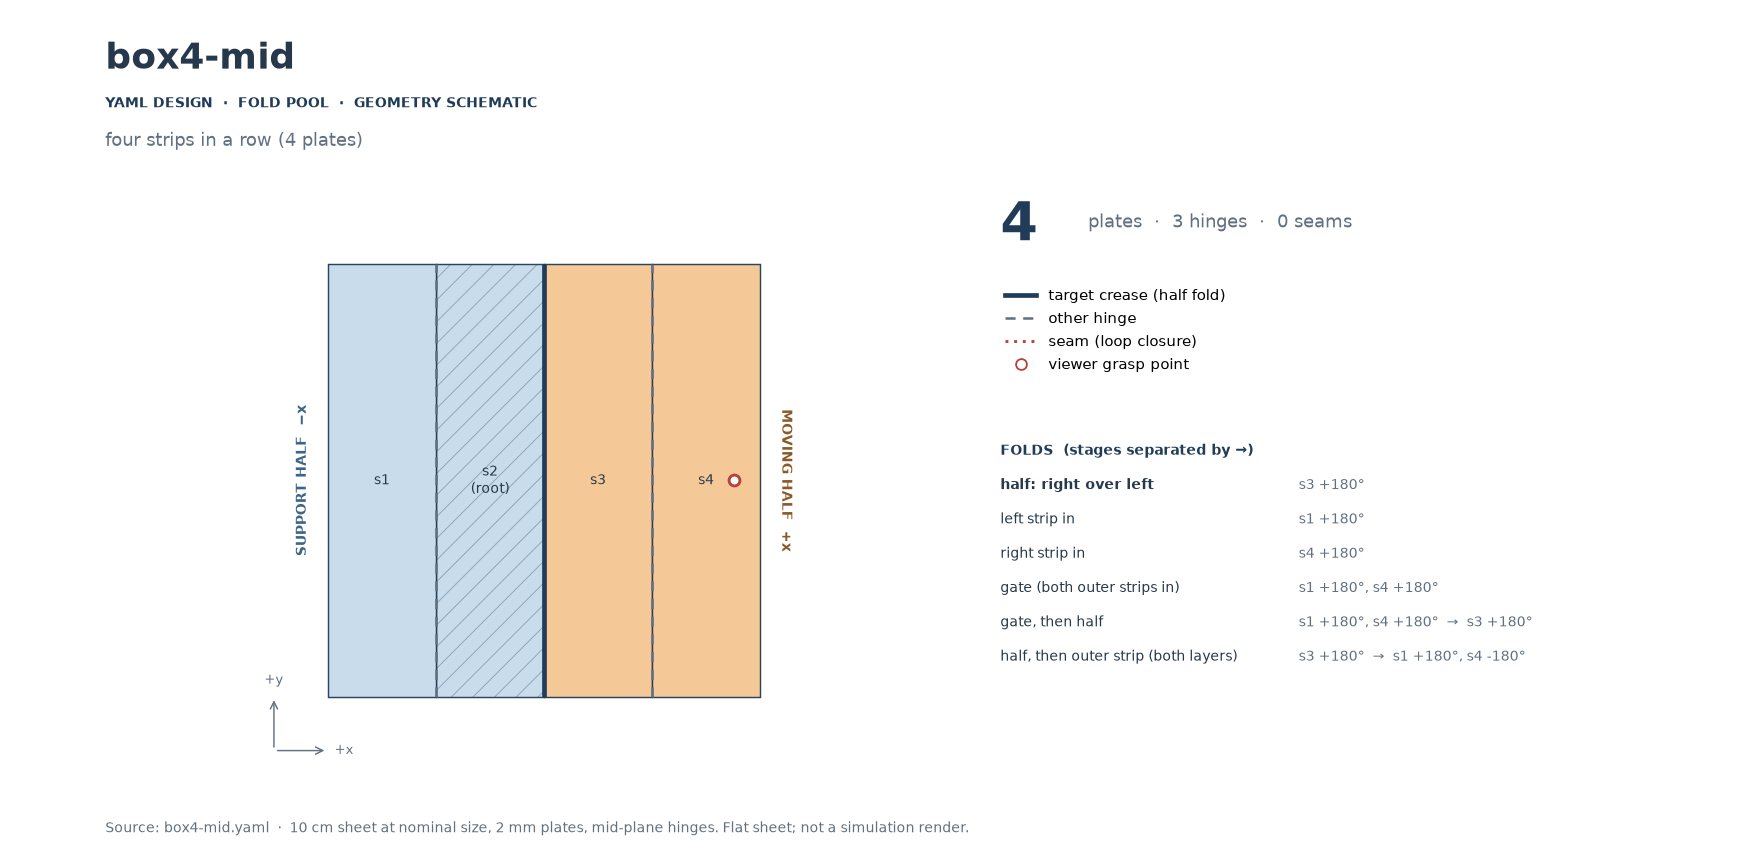 box4-mid
YAML DESIGN · FOLD POOL · GEOMETRY SCHEMATIC
four strips in a row (4 plates)
4 plates · 3 hinges · 0 seams
target crease (half fold)
other hinge
seam (loop closure)
viewer grasp point
SUPPORT HALF −x
s1
s2
(root)
s3
s4
MOVING HALF +x
+y
+x
FOLDS (stages separated by →)
half: right over left s3 +180°
left strip in s1 +180°
right strip in s4 +180°
gate (both outer strips in) s1 +180°, s4 +180°
gate, then half s1 +180°, s4 +180° → s3 +180°
half, then outer strip (both layers) s3 +180° → s1 +180°, s4 -180°
Source: box4-mid.yaml · 10 cm sheet at nominal size, 2 mm plates, mid-plane hinges. Flat sheet; not a simulation render.